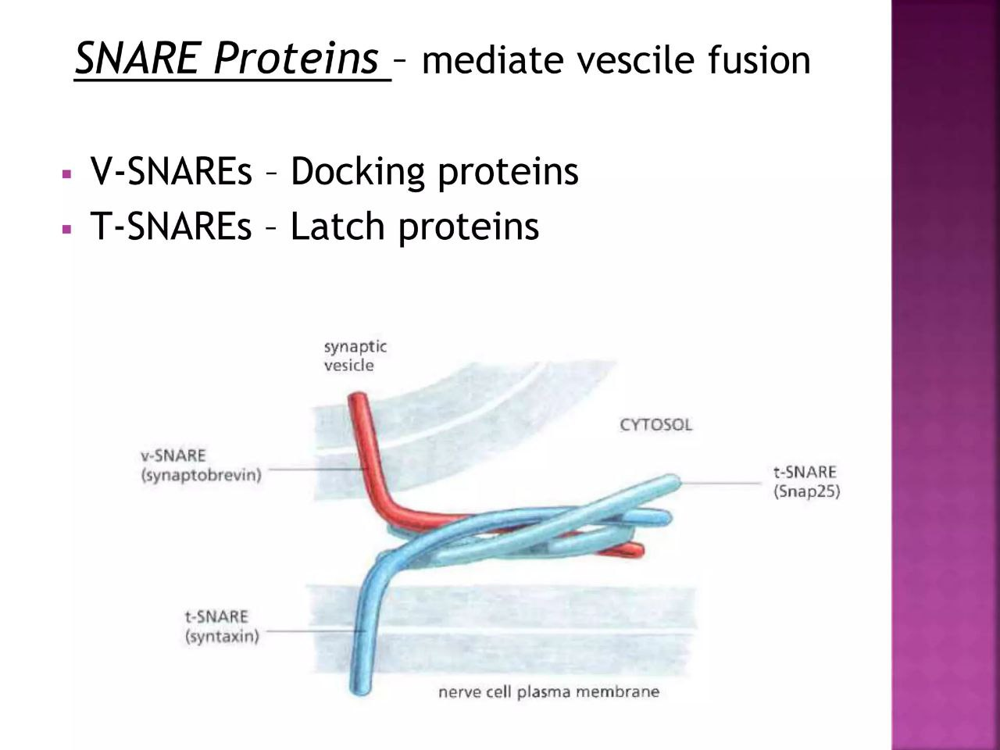 SNARE Proteins – mediate vescile fusion
▪ V-SNAREs – Docking proteins
▪ T-SNAREs – Latch proteins
synaptic
vesicle
CYTOSOL
v-SNARE
(synaptobrevin)
t-SNARE
(Snap25)
t-SNARE
(syntaxin)
nerve cell plasma membrane